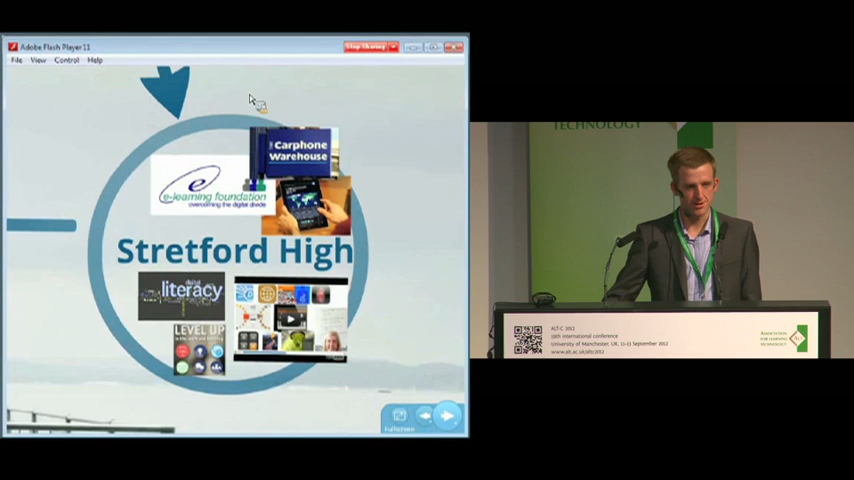 Adobe Flash Player 11
Stop Sharing
File View Control Help
Carphone
Warehouse
e
e-learning foundation
overcoming the digital divide
Stretford High
digital
literacy
LEVEL UP
Fullscreen
TECHNOLOGY
ALT-C 2012
19th international conference
University of Manchester, UK, 11-13 September 2012
www.alt.ac.uk/altc2012
ASSOCIATION
FOR LEARNING
TECHNOLOGY
ALT